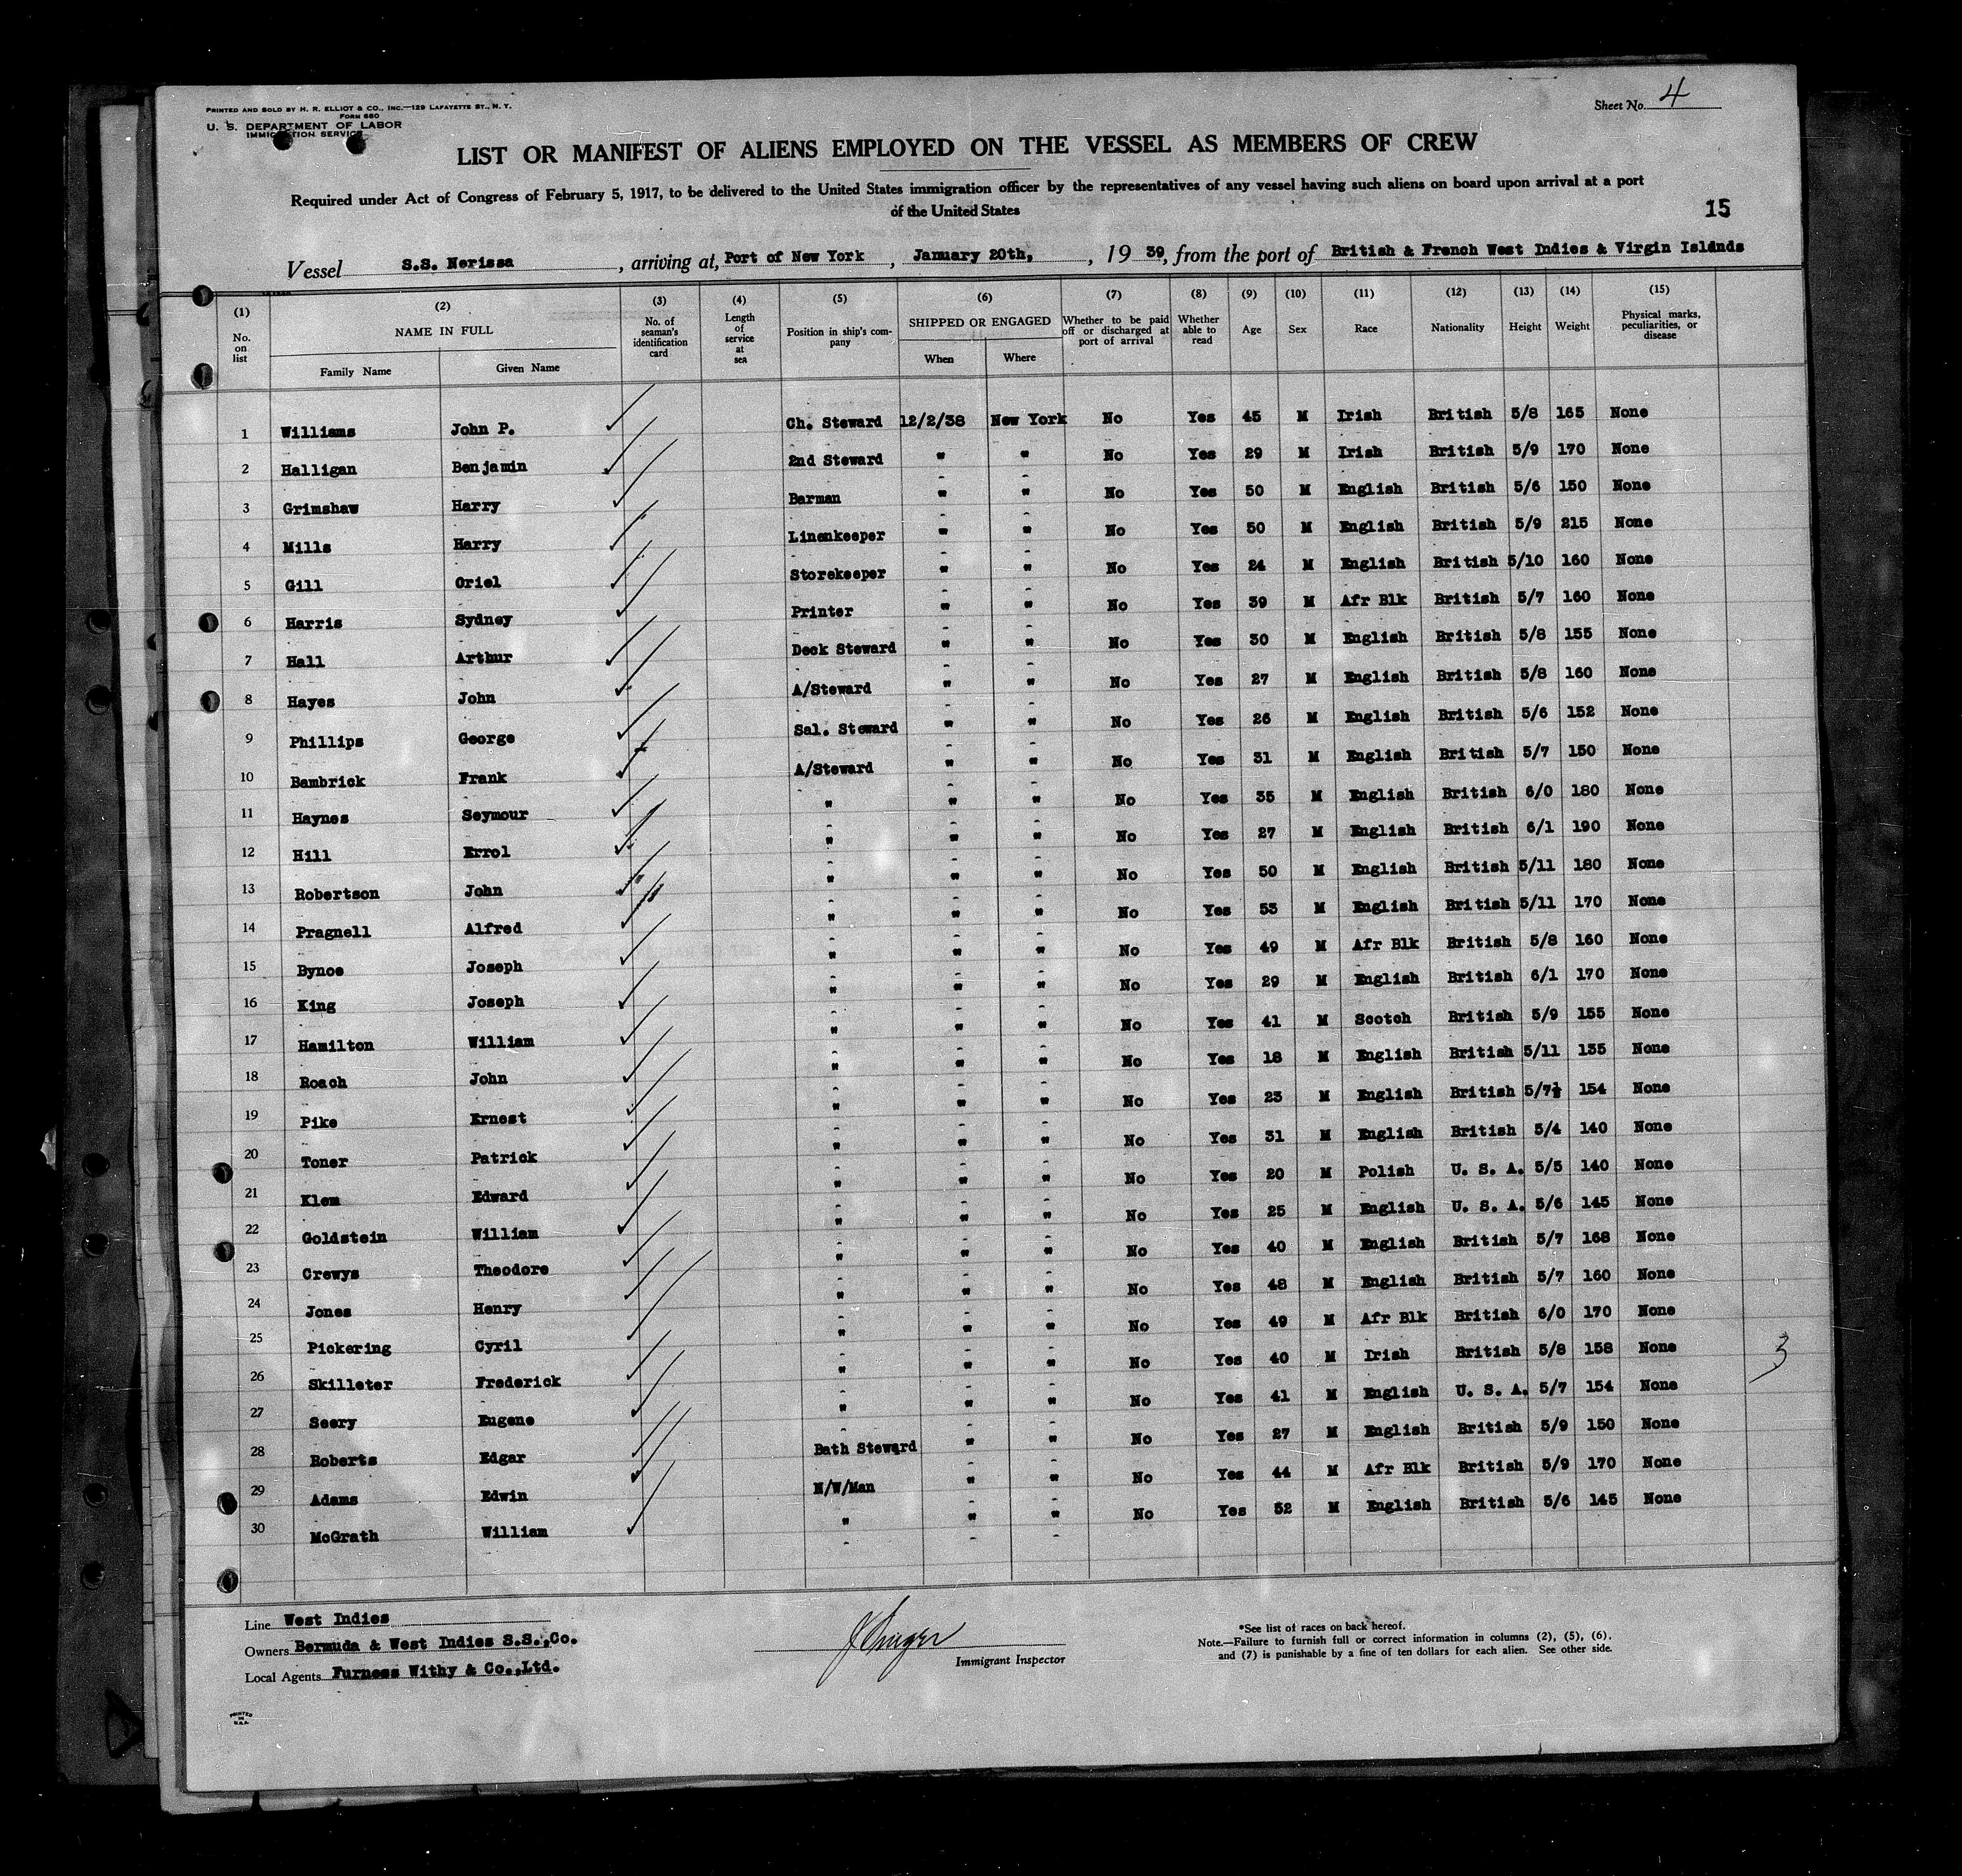 PRINTED AND SOLD BY H. R. ELLIOT & CO., INC.—129 LAFAYETTE ST., N. Y.
FORM 680
U. S. DEPARTMENT OF LABOR
IMMIGRATION SERVICE
Sheet No. 4
LIST OR MANIFEST OF ALIENS EMPLOYED ON THE VESSEL AS MEMBERS OF CREW
Required under Act of Congress of February 5, 1917, to be delivered to the United States immigration officer by the representatives of any vessel having such aliens on board upon arrival at a port
of the United States
15
Vessel S.S. Nerissa, arriving at, Port of New York, January 20th,, 19 39, from the port of British & French West Indies & Virgin Islands
(1) No. on list (2) NAME IN FULL Family Name Given Name (3) No. of seaman's identification card (4) Length of service at sea (5) Position in ship's company (6) SHIPPED OR ENGAGED When Where (7) Whether to be paid off or discharged at port of arrival (8) Whether able to read (9) Age (10) Sex (11) Race (12) Nationality (13) Height (14) Weight (15) Physical marks, peculiarities, or disease
1 Williams John P. Ch. Steward 12/2/38 New York No Yes 45 M Irish British 5/8 165 None
2 Halligan Benjamin 2nd Steward " " No Yes 29 M Irish British 5/9 170 None
3 Grimshaw Harry Barman " " No Yes 50 M English British 5/6 150 None
4 Mills Harry Linenkeeper " " No Yes 50 M English British 5/9 215 None
5 Gill Oriel Storekeeper " " No Yes 24 M English British 5/10 160 None
6 Harris Sydney Printer " " No Yes 39 M Afr Blk British 5/7 160 None
7 Hall Arthur Deck Steward " " No Yes 30 M English British 5/8 155 None
8 Hayes John A/Steward " " No Yes 27 M English British 5/8 160 None
9 Phillips George Sal. Steward " " No Yes 26 M English British 5/6 152 None
10 Bambrick Frank A/Steward " " No Yes 31 M English British 5/7 150 None
11 Haynes Seymour " " " No Yes 35 M English British 6/0 180 None
12 Hill Errol " " " No Yes 27 M English British 6/1 190 None
13 Robertson John " " " No Yes 50 M English British 5/11 180 None
14 Pragnell Alfred " " " No Yes 53 M English British 5/11 170 None
15 Bynoe Joseph " " " No Yes 49 M Afr Blk British 5/8 160 None
16 King Joseph " " " No Yes 29 M English British 6/1 170 None
17 Hamilton William " " " No Yes 41 M Scotch British 5/9 155 None
18 Roach John " " " No Yes 18 M English British 5/11 135 None
19 Pike Ernest " " " No Yes 23 M English British 5/7½ 154 None
20 Toner Patrick " " " No Yes 31 M English British 5/4 140 None
21 Klem Edward " " " No Yes 20 M Polish U. S. A. 5/5 140 None
22 Goldstein William " " " No Yes 25 M English U. S. A. 5/6 145 None
23 Crewys Theodore " " " No Yes 40 M English British 5/7 168 None
24 Jones Henry " " " No Yes 48 M English British 5/7 160 None
25 Pickering Cyril " " " No Yes 49 M Afr Blk British 6/0 170 None
26 Skilleter Frederick " " " No Yes 40 M Irish British 5/8 158 None 3
27 Seery Eugene " " " No Yes 41 M English U. S. A. 5/7 154 None
28 Roberts Edgar Bath Steward " " No Yes 27 M English British 5/9 150 None
29 Adams Edwin N/W/Man " " No Yes 44 M Afr Blk British 5/9 170 None
30 McGrath William " " " No Yes 52 M English British 5/6 145 None
Line West Indies
Owners Bermuda & West Indies S.S.,Co.
Local Agents Furness Withy & Co.,Ltd.
Immigrant Inspector
*See list of races on back hereof.
Note.—Failure to furnish full or correct information in columns (2), (5), (6),
and (7) is punishable by a fine of ten dollars for each alien. See other side.
PRINTED
IN
U.S.A.